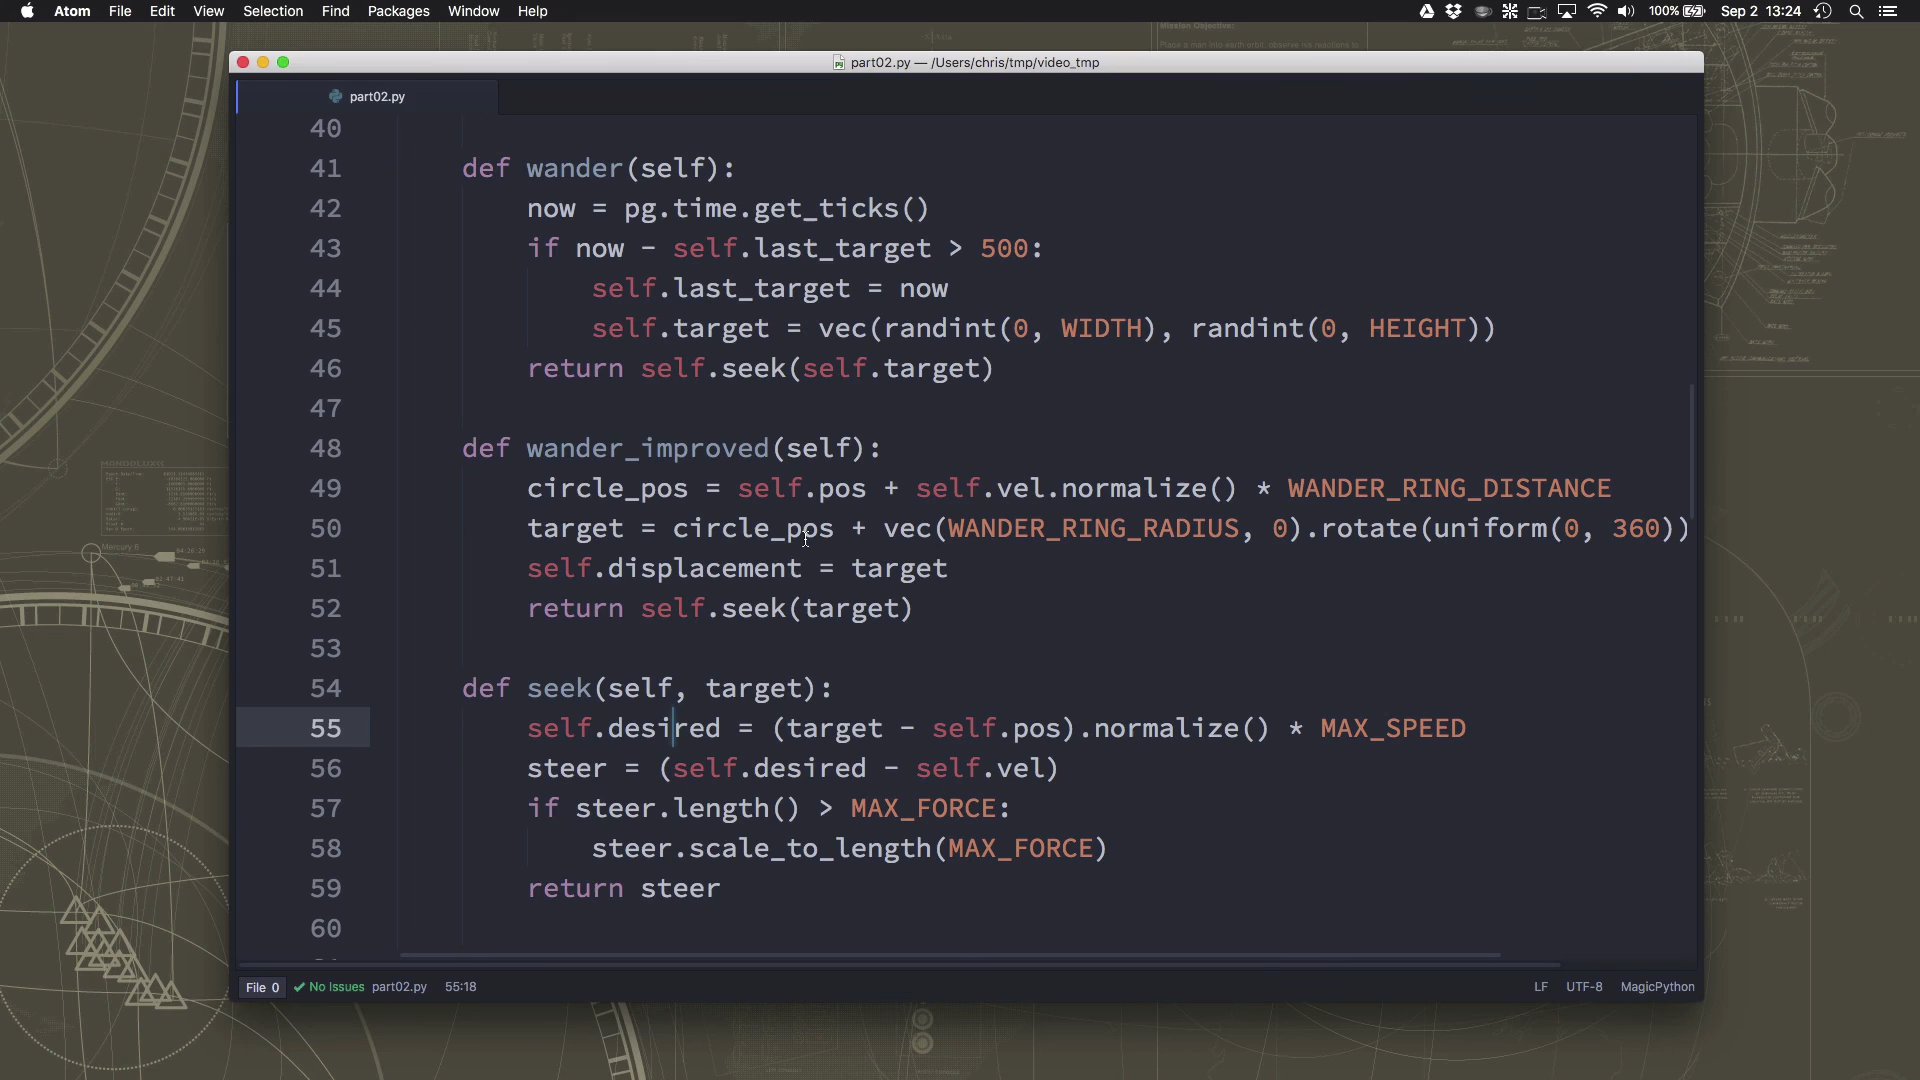 Atom File Edit View Selection Find Packages Window Help 100% Sep 2 13:24
Mission Objective:
part02.py — /Users/chris/tmp/video_tmp
part02.py
40
41 def wander(self):
42 now = pg.time.get_ticks()
43 if now - self.last_target > 500:
44 self.last_target = now
45 self.target = vec(randint(0, WIDTH), randint(0, HEIGHT))
46 return self.seek(self.target)
47
48 def wander_improved(self):
49 circle_pos = self.pos + self.vel.normalize() * WANDER_RING_DISTANCE
50 target = circle_pos + vec(WANDER_RING_RADIUS, 0).rotate(uniform(0, 360))
51 self.displacement = target
52 return self.seek(target)
53
54 def seek(self, target):
55 self.desired = (target - self.pos).normalize() * MAX_SPEED
56 steer = (self.desired - self.vel)
57 if steer.length() > MAX_FORCE:
58 steer.scale_to_length(MAX_FORCE)
59 return steer
60
File 0 No Issues part02.py 55:18 LF UTF-8 MagicPython